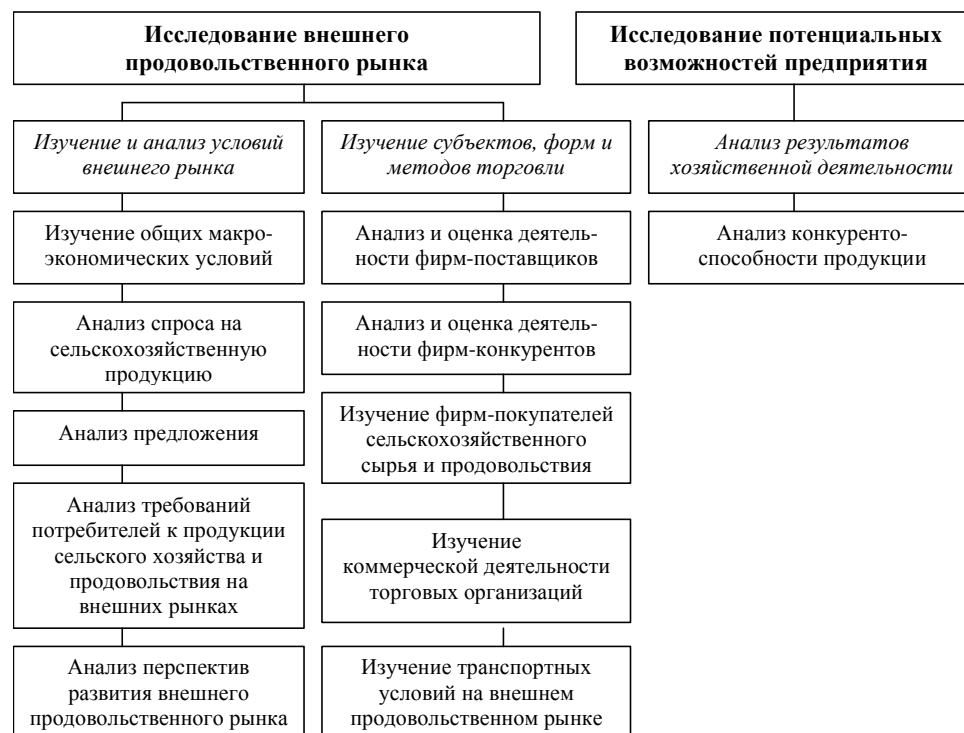 Исследование внешнего
продовольственного рынка
Исследование потенциальных
возможностей предприятия
Изучение и анализ условий
внешнего рынка
Изучение субъектов, форм и
методов торговли
Анализ результатов
хозяйственной деятельности
Изучение общих макро-
экономических условий
Анализ и оценка деятель-
ности фирм-поставщиков
Анализ конкуренто-
способности продукции
Анализ спроса на
сельскохозяйственную
продукцию
Анализ и оценка деятель-
ности фирм-конкурентов
Анализ предложения
Изучение фирм-покупателей
сельскохозяйственного
сырья и продовольствия
Анализ требований
потребителей к продукции
сельского хозяйства и
продовольствия на
внешних рынках
Изучение
коммерческой деятельности
торговых организаций
Анализ перспектив
развития внешнего
продовольственного рынка
Изучение транспортных
условий на внешнем
продовольственном рынке